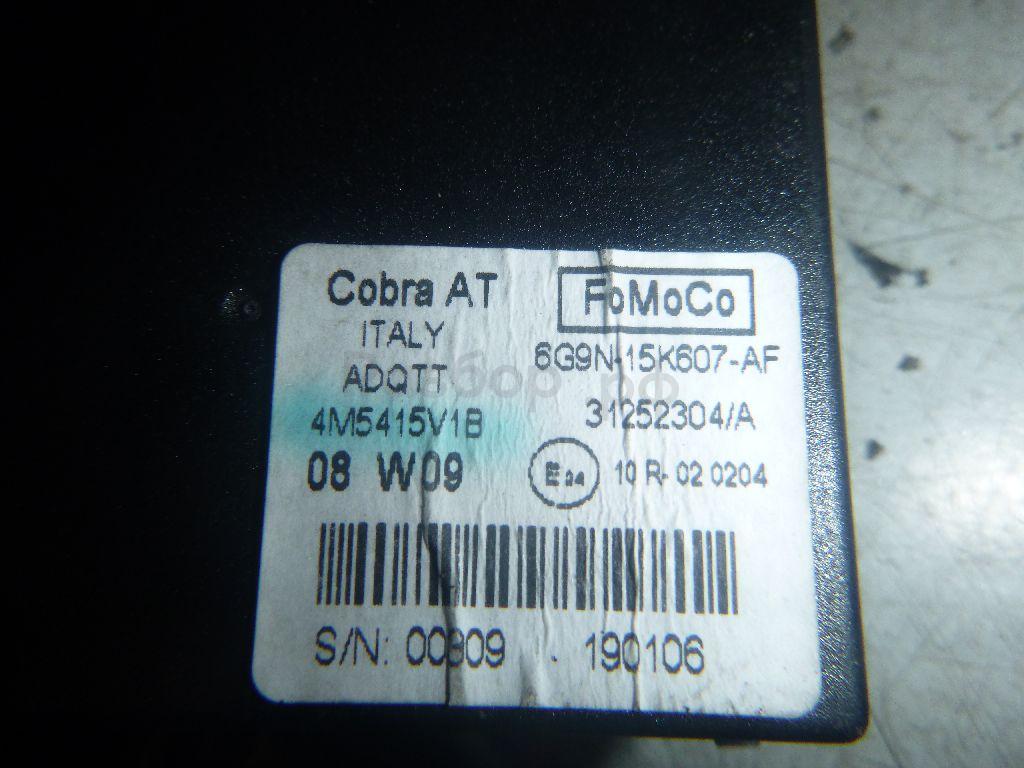 Cobra AT
ITALY
ADQTT
4M5415V1B
08 W09
FoMoCo
6G9N-15K607-AF
31252304/A
E24
10 R- 02 0204
S/N: 00809 - 190106